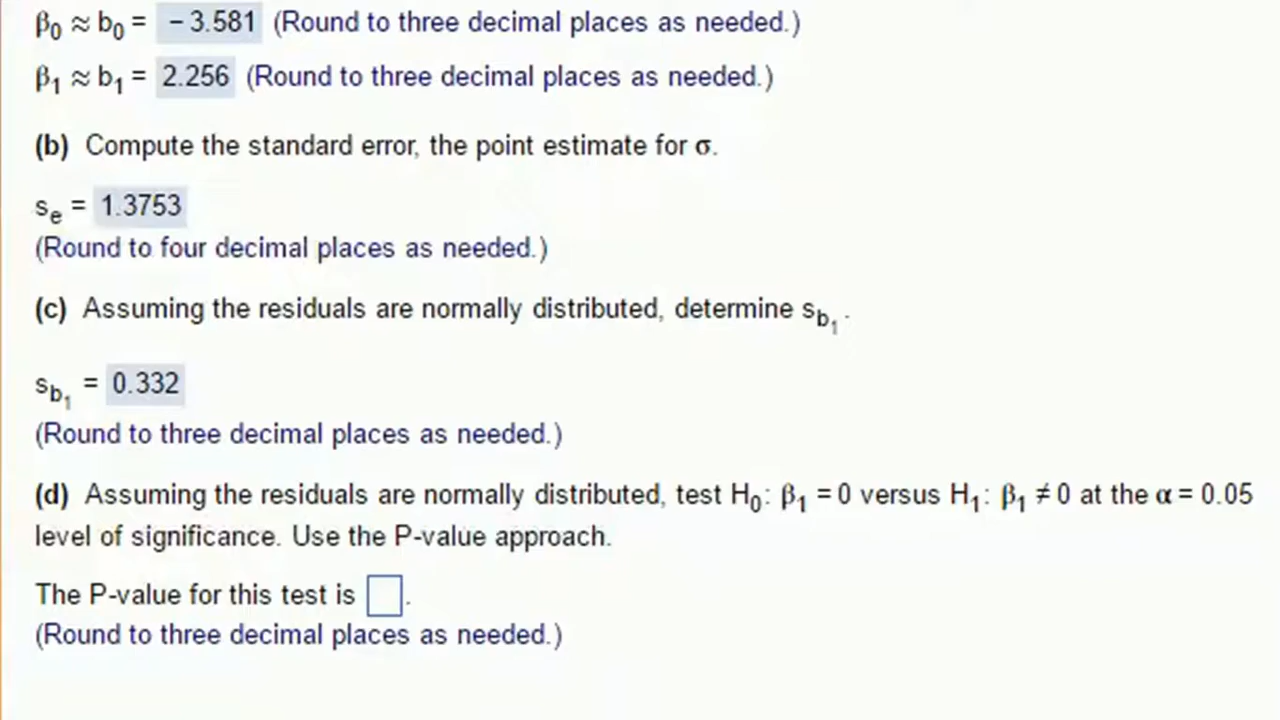 β₀ ≈ b₀ = − 3.581 (Round to three decimal places as needed.)
β₁ ≈ b₁ = 2.256 (Round to three decimal places as needed.)
(b) Compute the standard error, the point estimate for σ.
sₑ = 1.3753
(Round to four decimal places as needed.)
(c) Assuming the residuals are normally distributed, determine s_b₁.
s_b₁ = 0.332
(Round to three decimal places as needed.)
(d) Assuming the residuals are normally distributed, test H₀: β₁ = 0 versus H₁: β₁ ≠ 0 at the α = 0.05
level of significance. Use the P-value approach.
The P-value for this test is .
(Round to three decimal places as needed.)